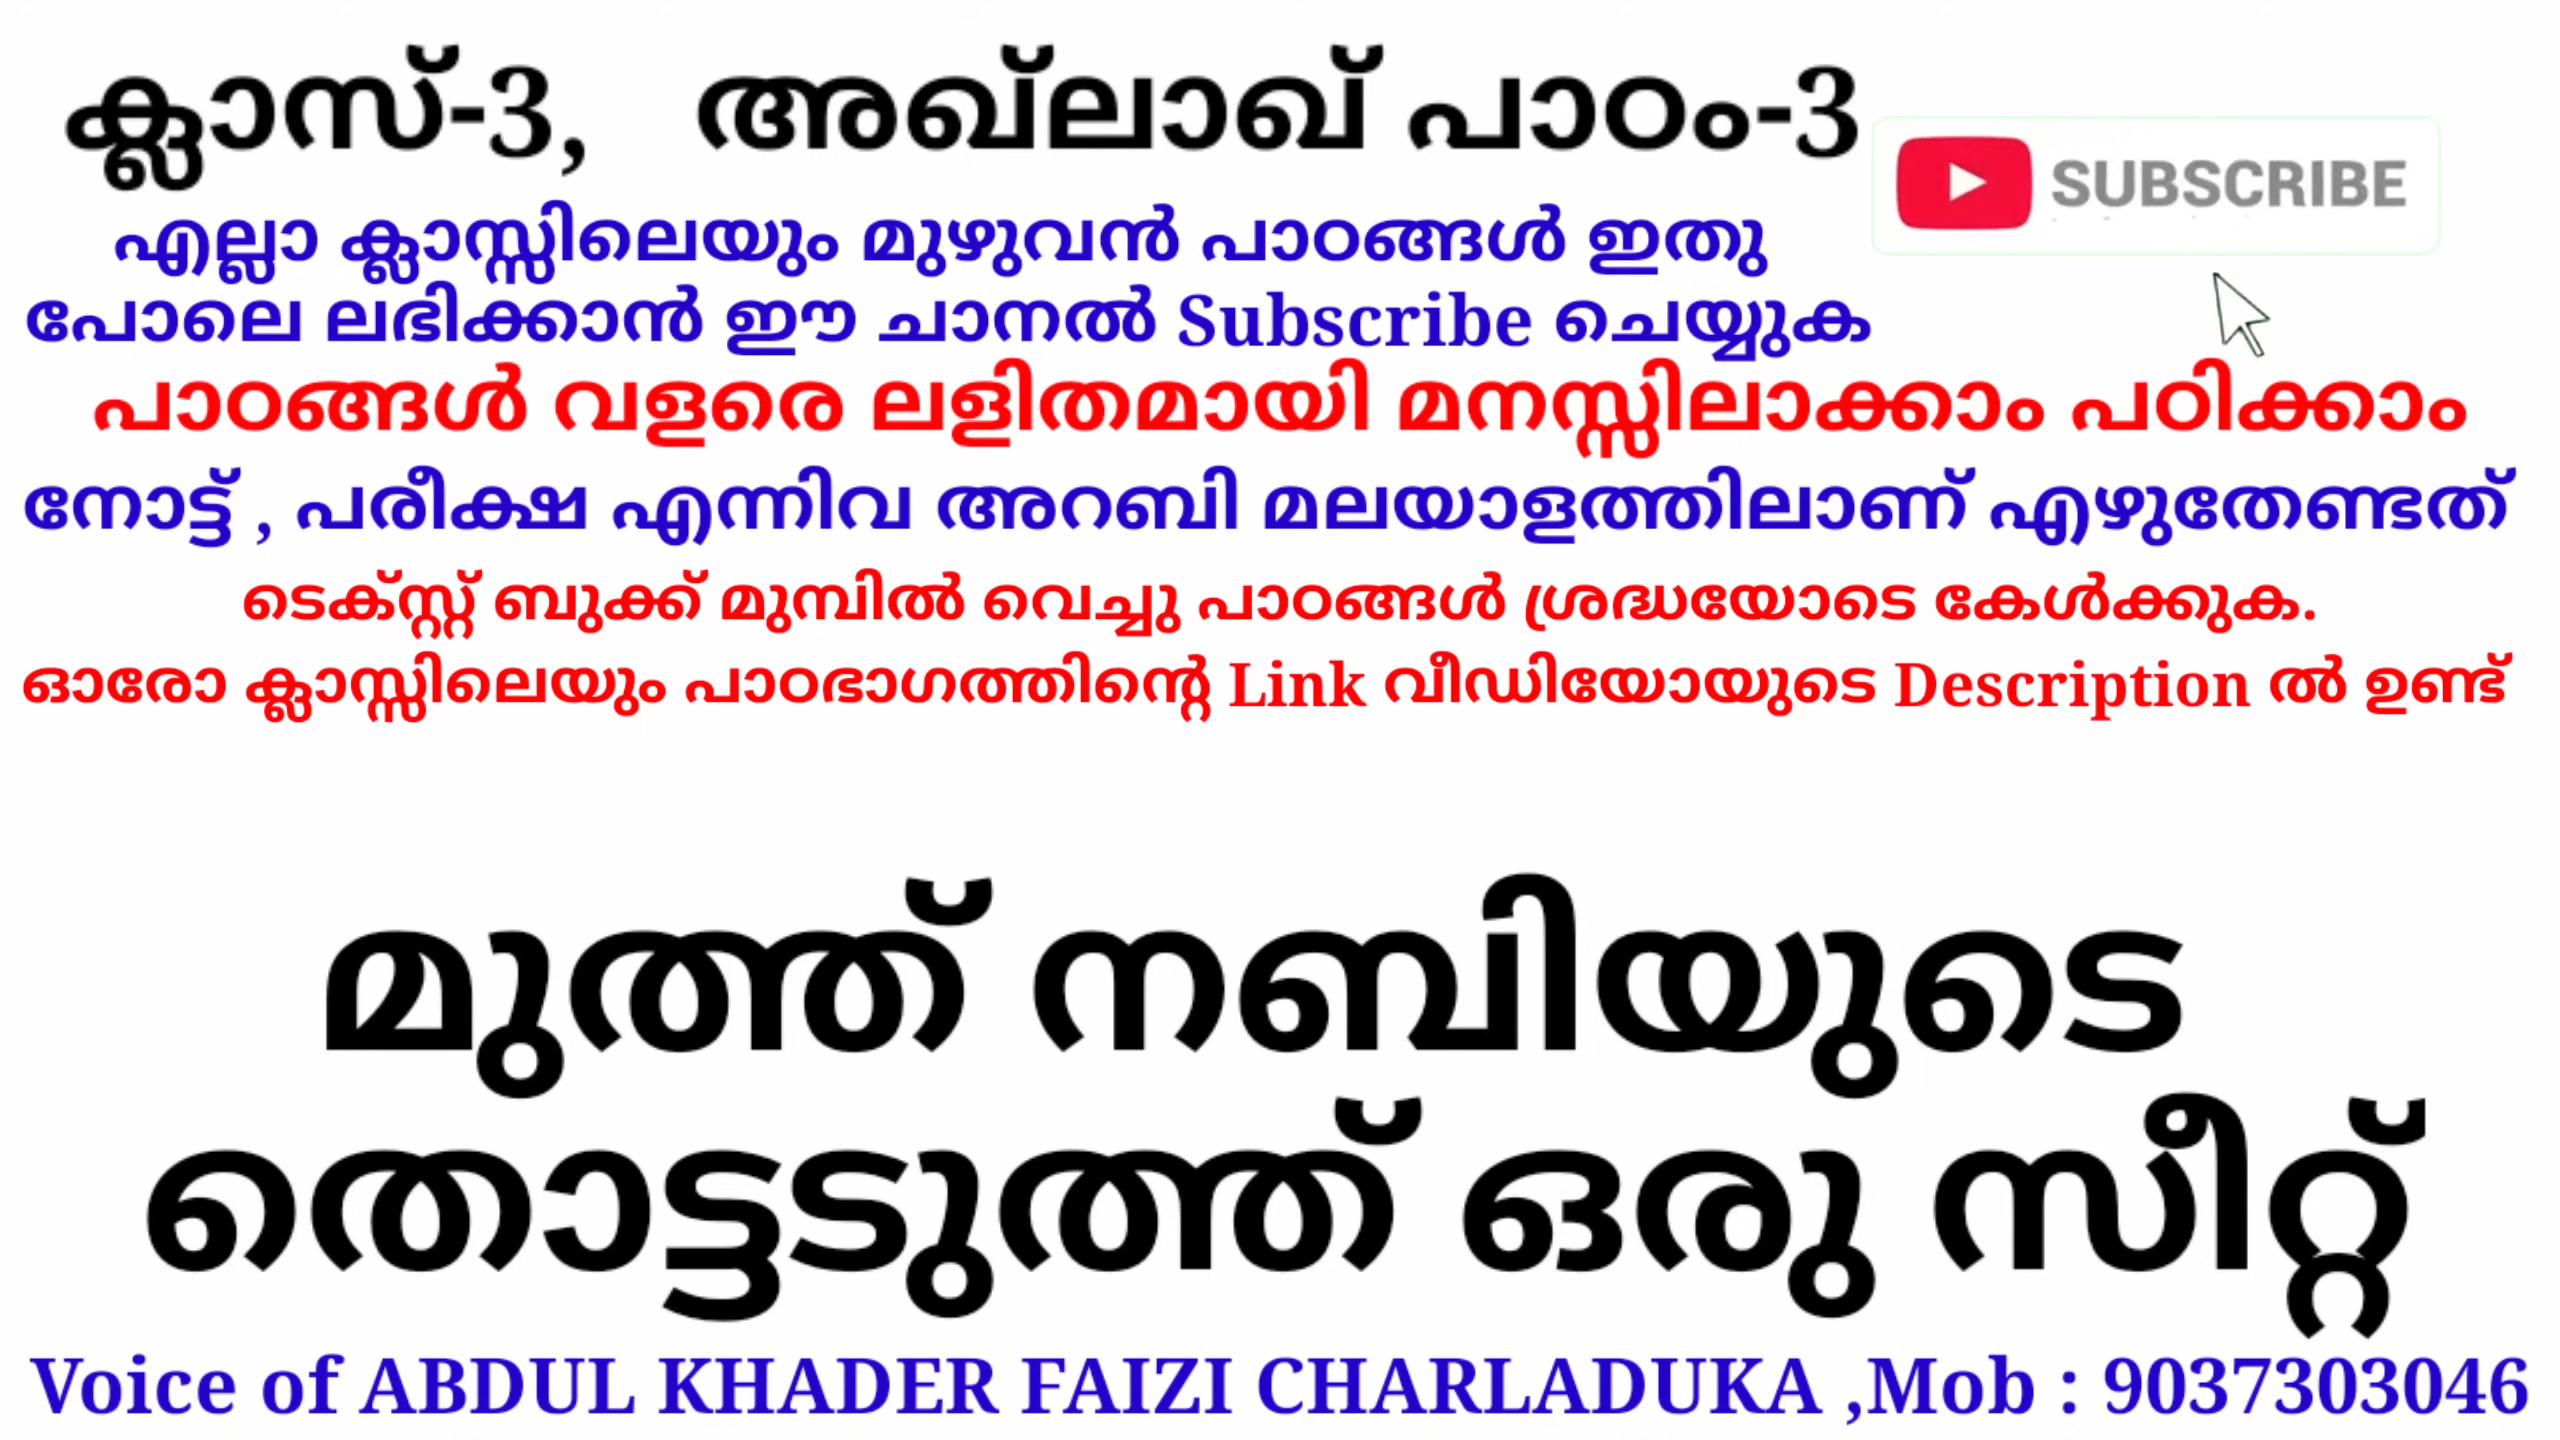 ക്ലാസ്-3, അഖ്ലാഖ് പാഠം-3
SUBSCRIBE
എല്ലാ ക്ലാസ്സിലെയും മുഴുവൻ പാഠങ്ങൾ ഇതു
പോലെ ലഭിക്കാൻ ഈ ചാനൽ Subscribe ചെയ്യുക
പാഠങ്ങൾ വളരെ ലളിതമായി മനസ്സിലാക്കാം പഠിക്കാം
നോട്ട് , പരീക്ഷ എന്നിവ അറബി മലയാളത്തിലാണ് എഴുതേണ്ടത്
ടെക്സ്റ്റ് ബുക്ക് മുമ്പിൽ വെച്ചു പാഠങ്ങൾ ശ്രദ്ധയോടെ കേൾക്കുക.
ഓരോ ക്ലാസ്സിലെയും പാഠഭാഗത്തിന്റെ Link വീഡിയോയുടെ Description ൽ ഉണ്ട്
മുത്ത് നബിയുടെ
തൊട്ടടുത്ത് ഒരു സീറ്റ്
Voice of ABDUL KHADER FAIZI CHARLADUKA ,Mob : 9037303046